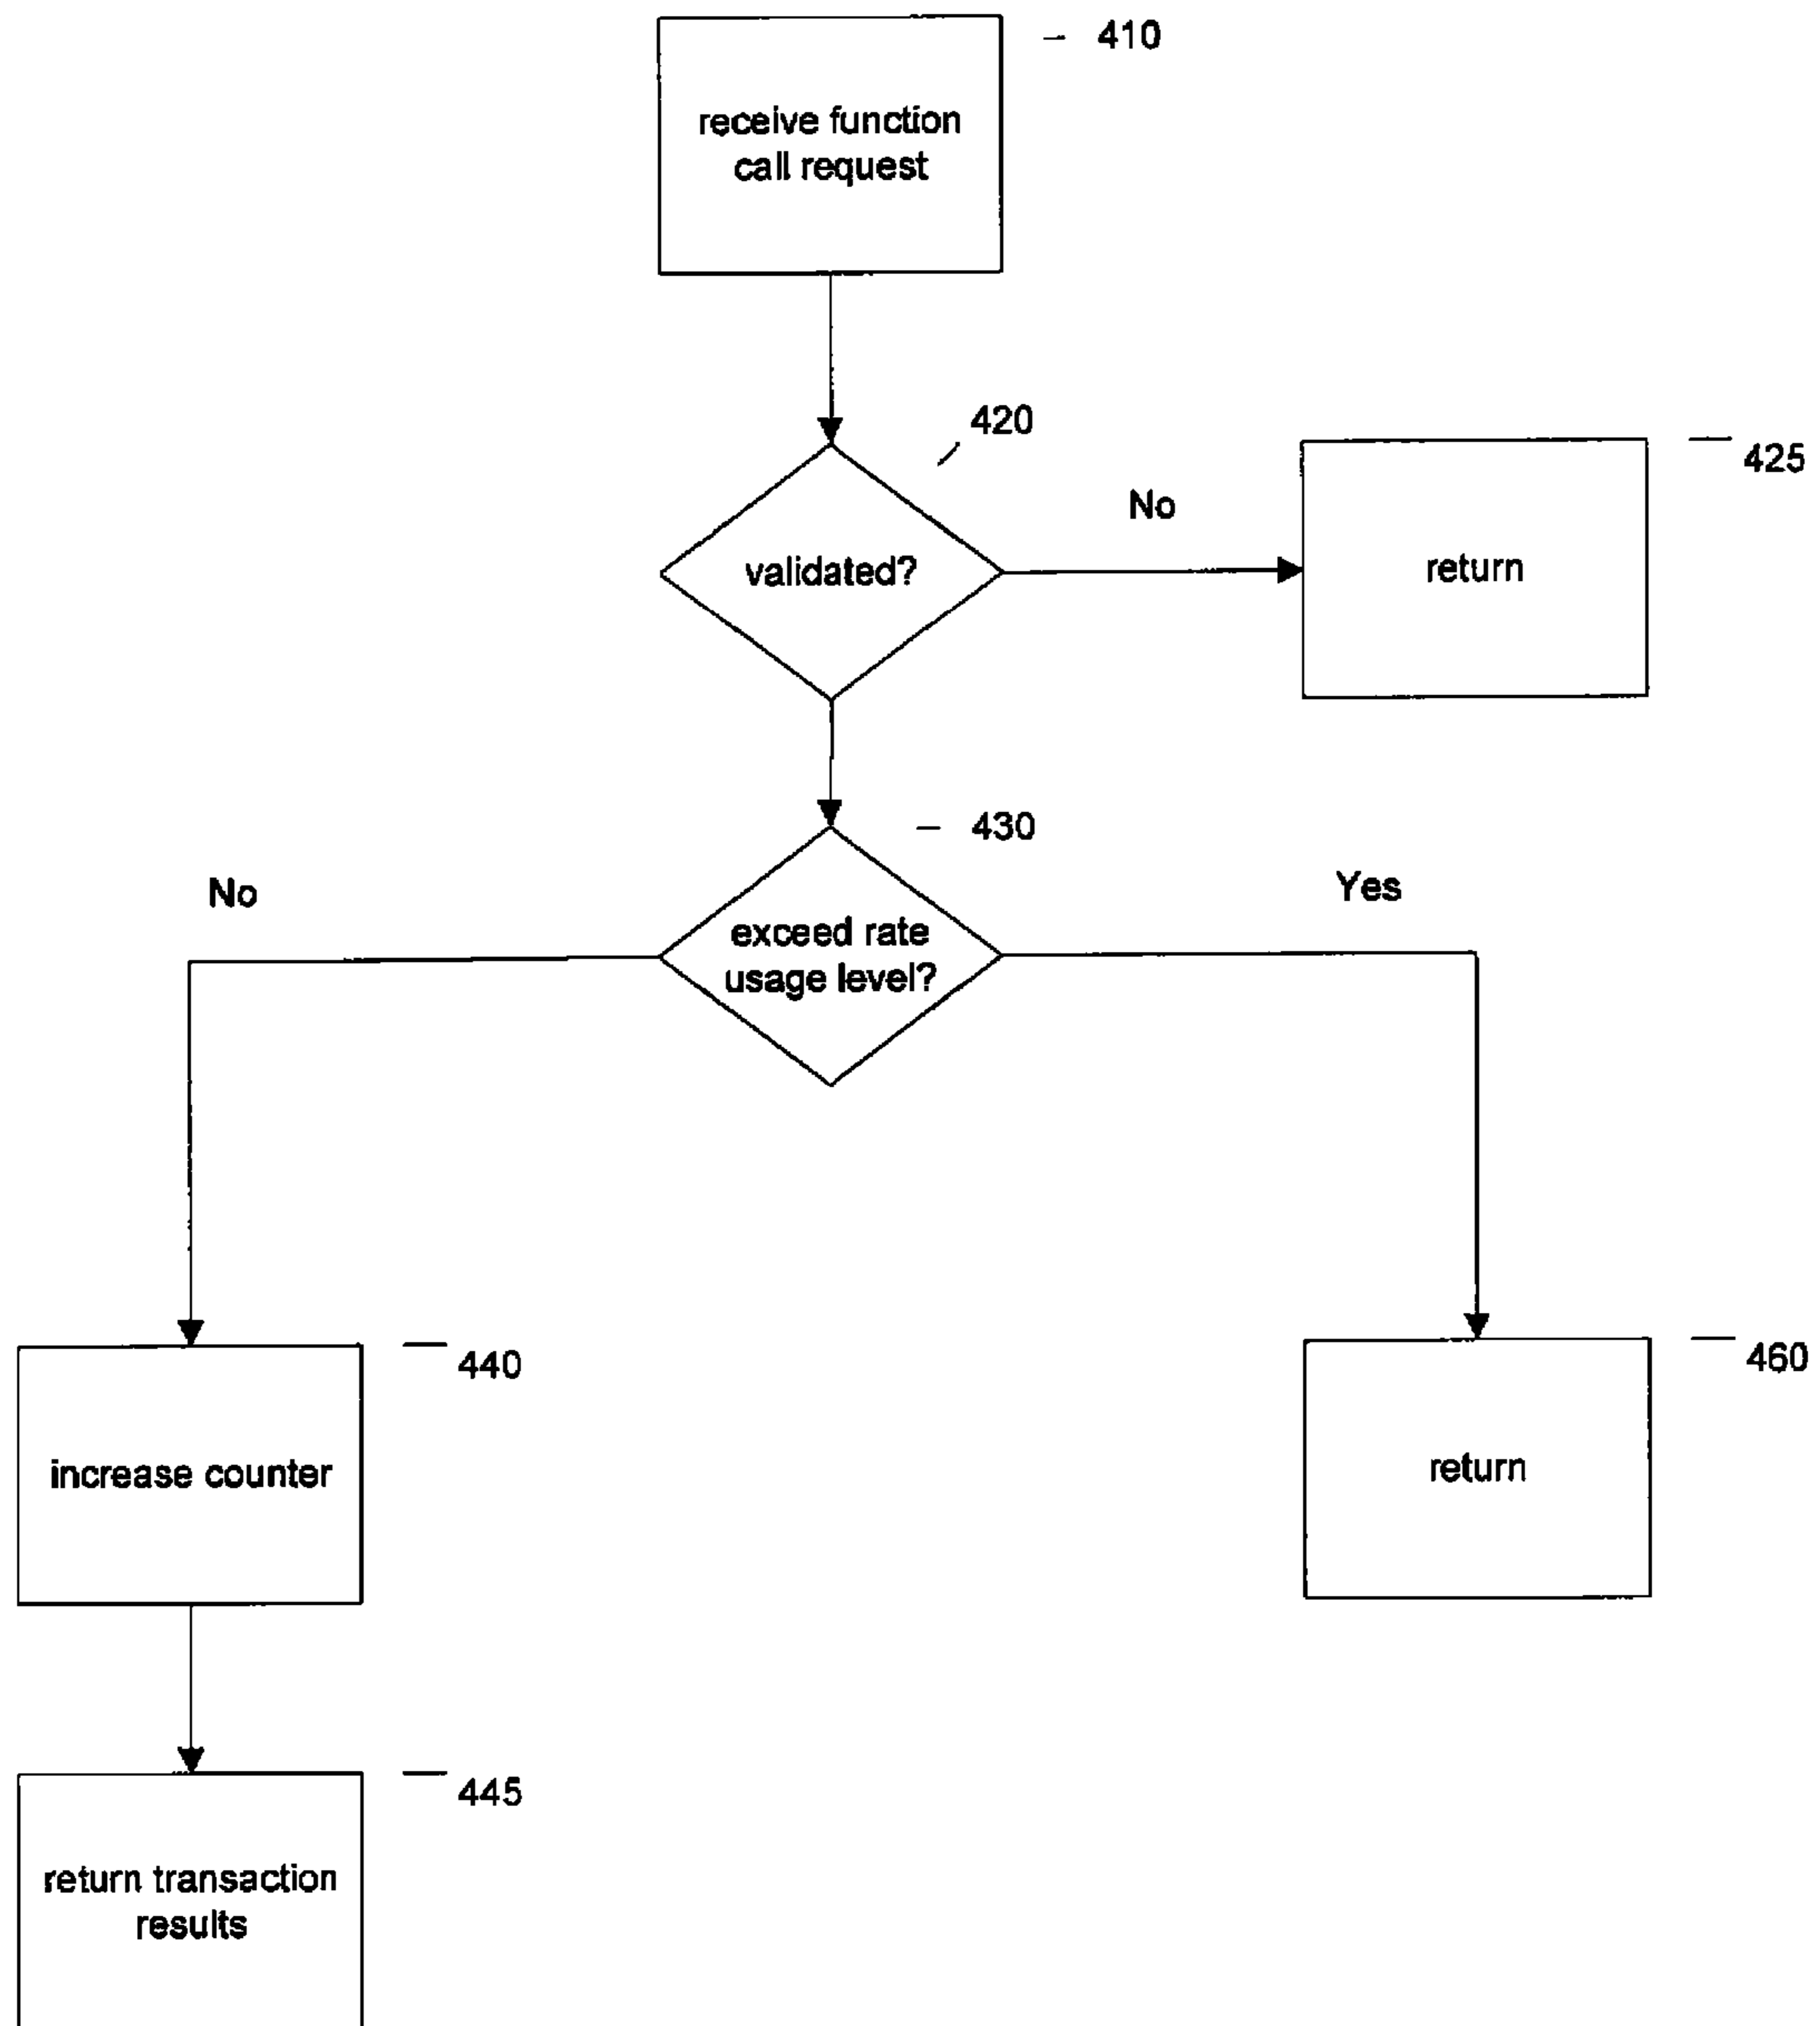 410
receive function
call request
420
425
No
validated?
return
430
No
Yes
exceed rate
usage level?
440
460
increase counter
return
445
return transaction
results